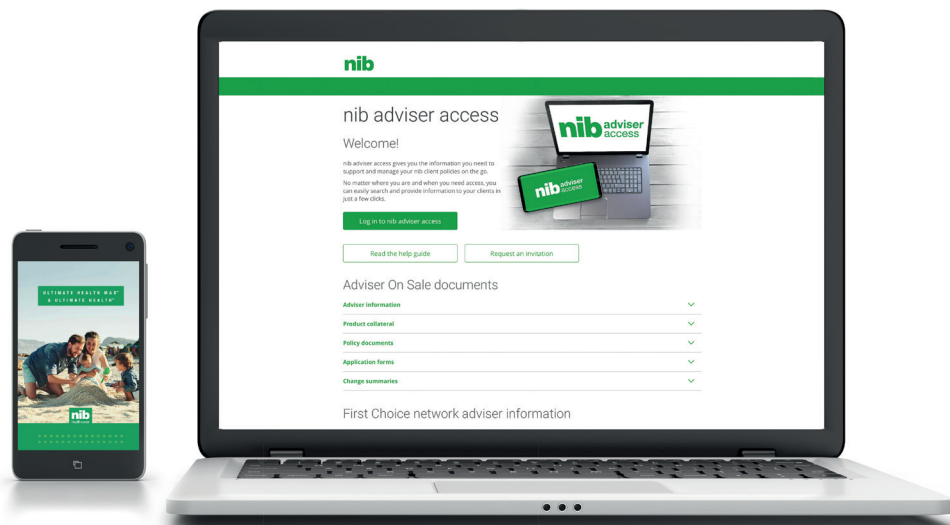 nib
nib adviser access
Welcome!
nib adviser access gives you the information you need to
support and manage your nib client policies on the go.
No matter where you are and when you need access, you
can easily search and provide information to your clients in
just a few clicks.
Log in to nib adviser access
Read the help guide
Request an invitation
nib adviser
access
nib adviser
access
Adviser On Sale documents
Adviser information
Product collateral
Policy documents
Application forms
Change summaries
First Choice network adviser information
ULTIMATE HEALTH MAX™
& ULTIMATE HEALTH™
nib